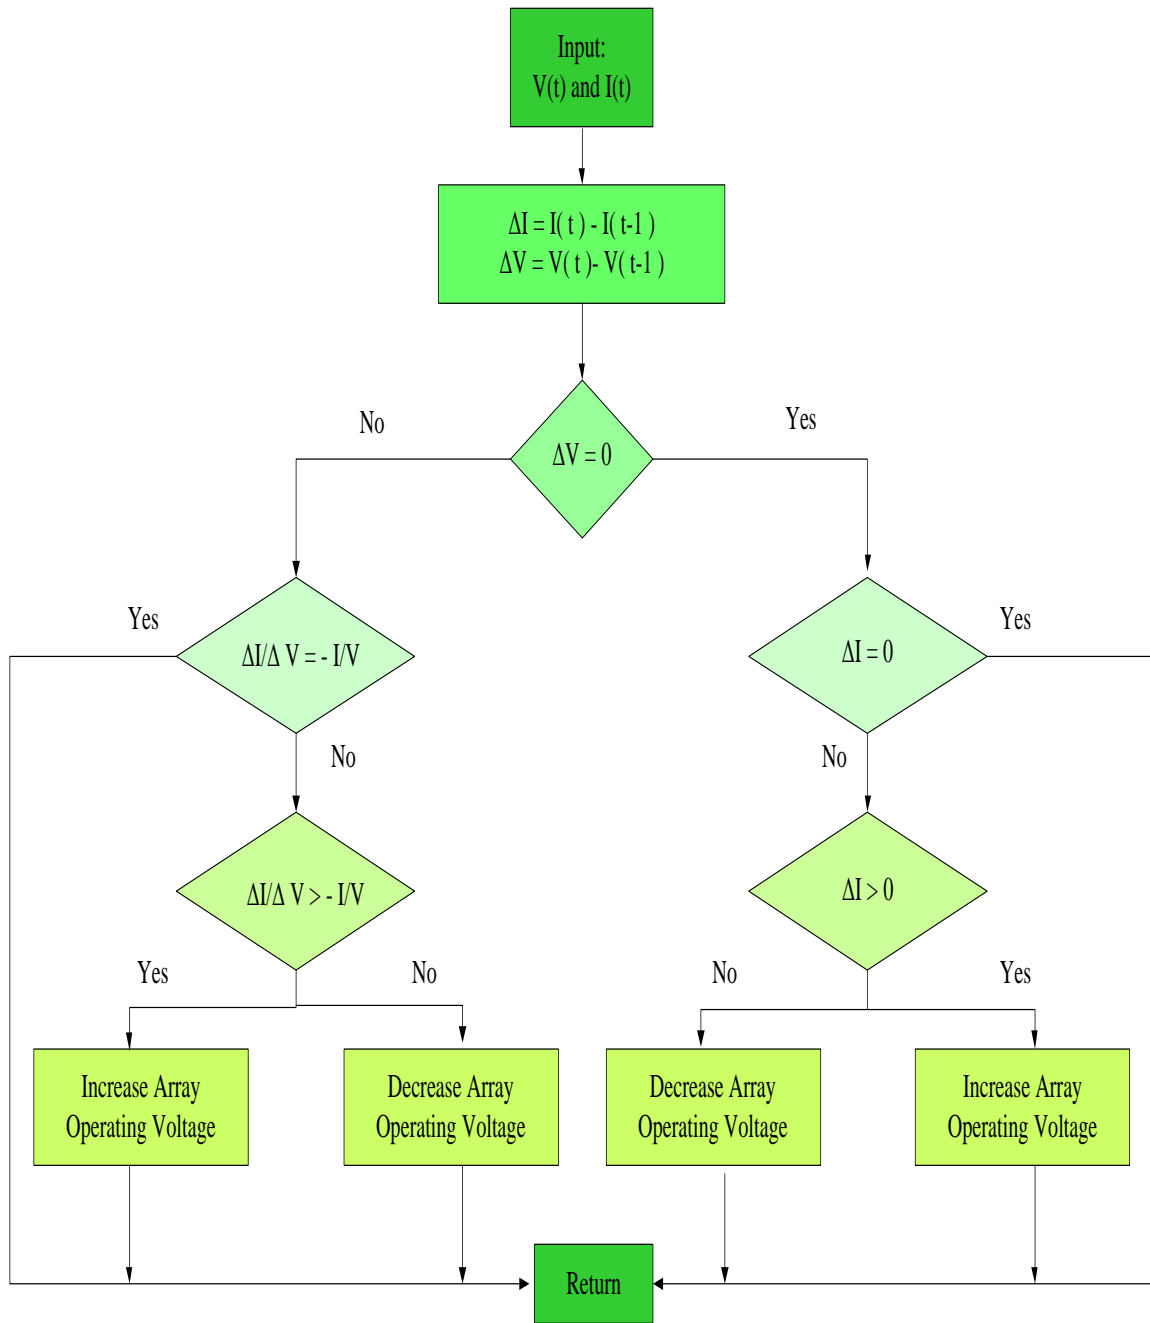 Input:
V(t) and I(t)
ΔI = I( t ) - I( t-1 )
ΔV = V( t )- V( t-1 )
No
Yes
ΔV = 0
Yes
Yes
ΔI/Δ V = - I/V
ΔI = 0
No
No
ΔI/Δ V > - I/V
ΔI > 0
Yes
No
No
Yes
Increase Array
Operating Voltage
Decrease Array
Operating Voltage
Decrease Array
Operating Voltage
Increase Array
Operating Voltage
Return